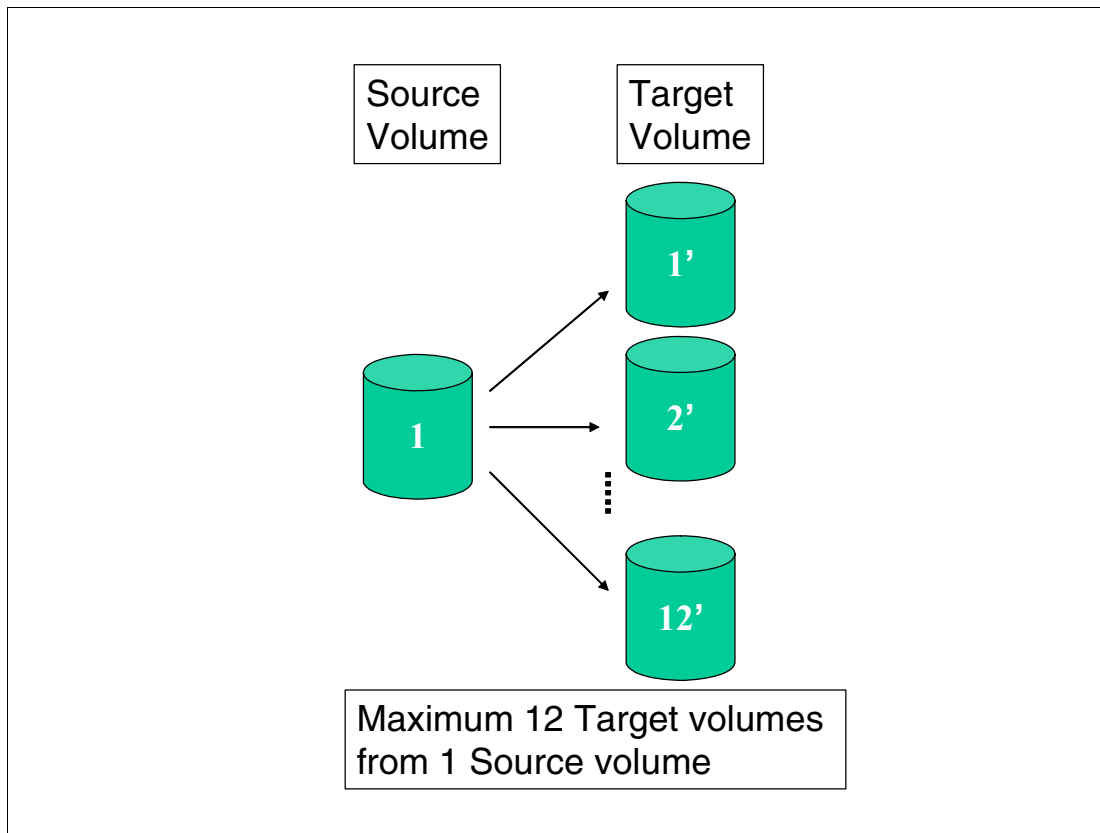 Source
Volume
Target
Volume
1’
1
2’
12’
Maximum 12 Target volumes
from 1 Source volume